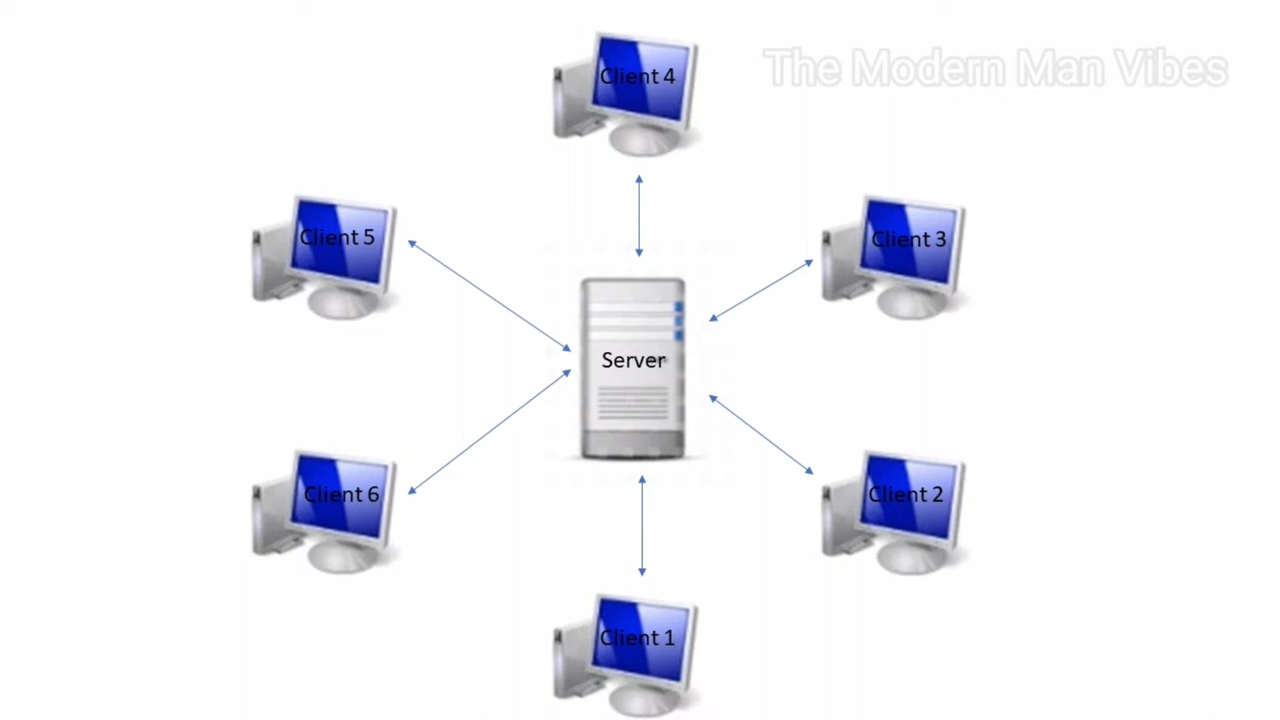 The Modern Man Vibes
Client 4
Client 5
Client 3
Server
Client 6
Client 2
Client 1